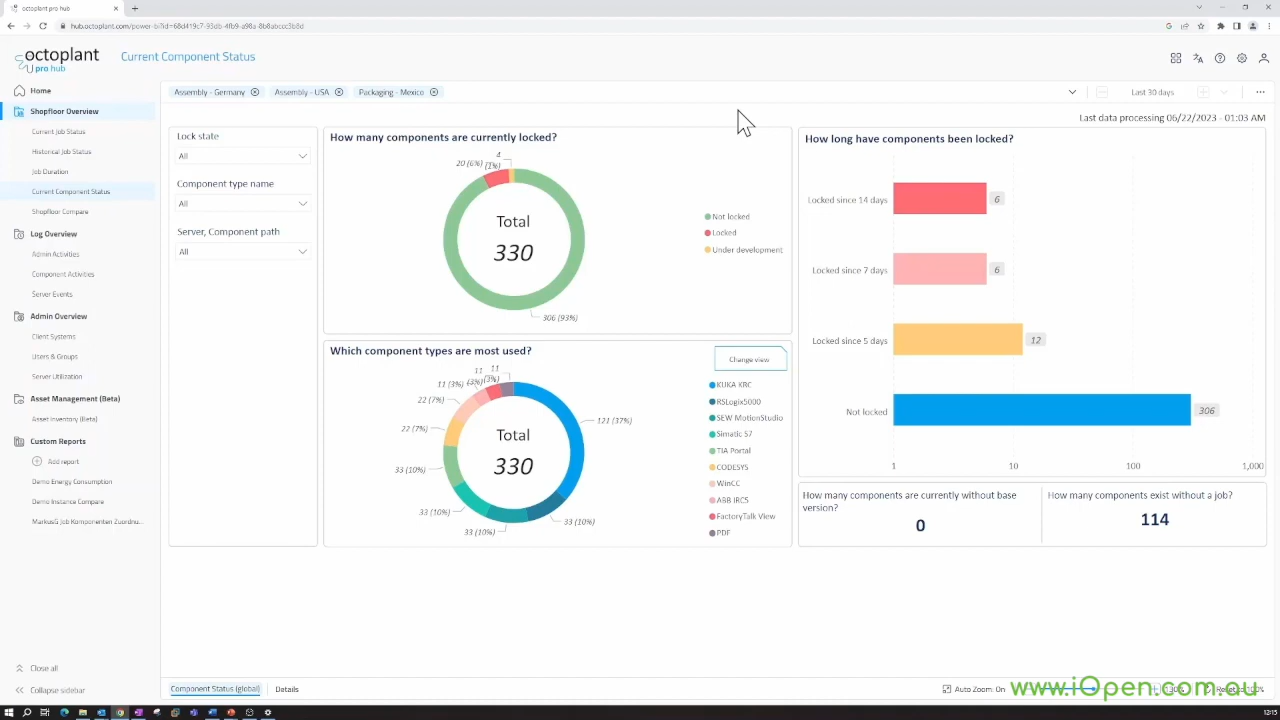 octoplant pro hub
hub.octoplant.com/power-bi?id=68d419c7-93db-4fb9-a98a-8b8abccc3b8d
octoplant
pro hub
Current Component Status
Home
Shopfloor Overview
Current Job Status
Historical Job Status
Job Duration
Current Component Status
Shopfloor Compare
Log Overview
Admin Activities
Component Activities
Server Events
Admin Overview
Client Systems
Users & Groups
Server Utilization
Asset Management (Beta)
Asset Inventory (Beta)
Custom Reports
Add report
Demo Energy Consumption
Demo Instance Compare
MarkusG Job Komponenten Zuordnu...
Close all
Collapse sidebar
Assembly - Germany
Assembly - USA
Packaging - Mexico
Last 30 days
Last data processing 06/22/2023 - 01:03 AM
Lock state
All
Component type name
All
Server, Component path
All
How many components are currently locked?
4
20 (6%)
(1%)
Total
330
306 (93%)
Not locked
Locked
Under development
Which component types are most used?
Change view
11
11
11 (3%)
(3%)
(3%)
22 (7%)
22 (7%)
33 (10%)
33 (10%)
33 (10%)
33 (10%)
121 (37%)
Total
330
KUKA KRC
RSLogix5000
SEW MotionStudio
Simatic S7
TIA Portal
CODESYS
WinCC
ABB IRC5
FactoryTalk View
PDF
How long have components been locked?
Locked since 14 days
6
Locked since 7 days
6
Locked since 5 days
12
Not locked
306
1
10
100
1,000
How many components are currently without base
version?
0
How many components exist without a job?
114
Component Status (global)
Details
Auto Zoom: On
www.iOpen.com.au
12:15